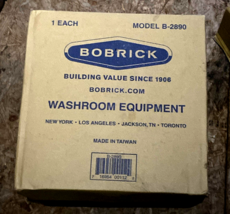 1 EACH MODEL B-2890
BOBRICK
BUILDING VALUE SINCE 1906
BOBRICK.COM
WASHROOM EQUIPMENT
NEW YORK • LOS ANGELES • JACKSON, TN • TORONTO
MADE IN TAIWAN